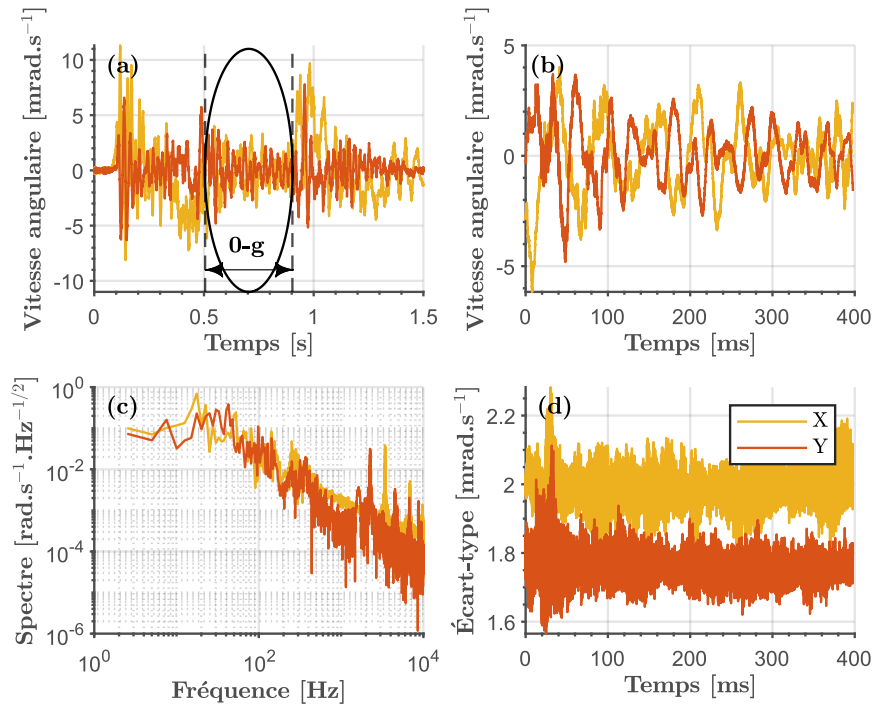 (a)
Vitesse angulaire [mrad.s⁻¹]
10
5
0
-5
-10
0-g
0
0.5
1
1.5
Temps [s]
(b)
Vitesse angulaire [mrad.s⁻¹]
5
0
-5
0
100
200
300
400
Temps [ms]
(c)
Spectre [rad.s⁻¹.Hz⁻¹/²]
10⁰
10⁻²
10⁻⁴
10⁻⁶
10⁰
10²
10⁴
Fréquence [Hz]
(d)
X
Y
Écart-type [mrad.s⁻¹]
2.2
2
1.8
1.6
0
100
200
300
400
Temps [ms]